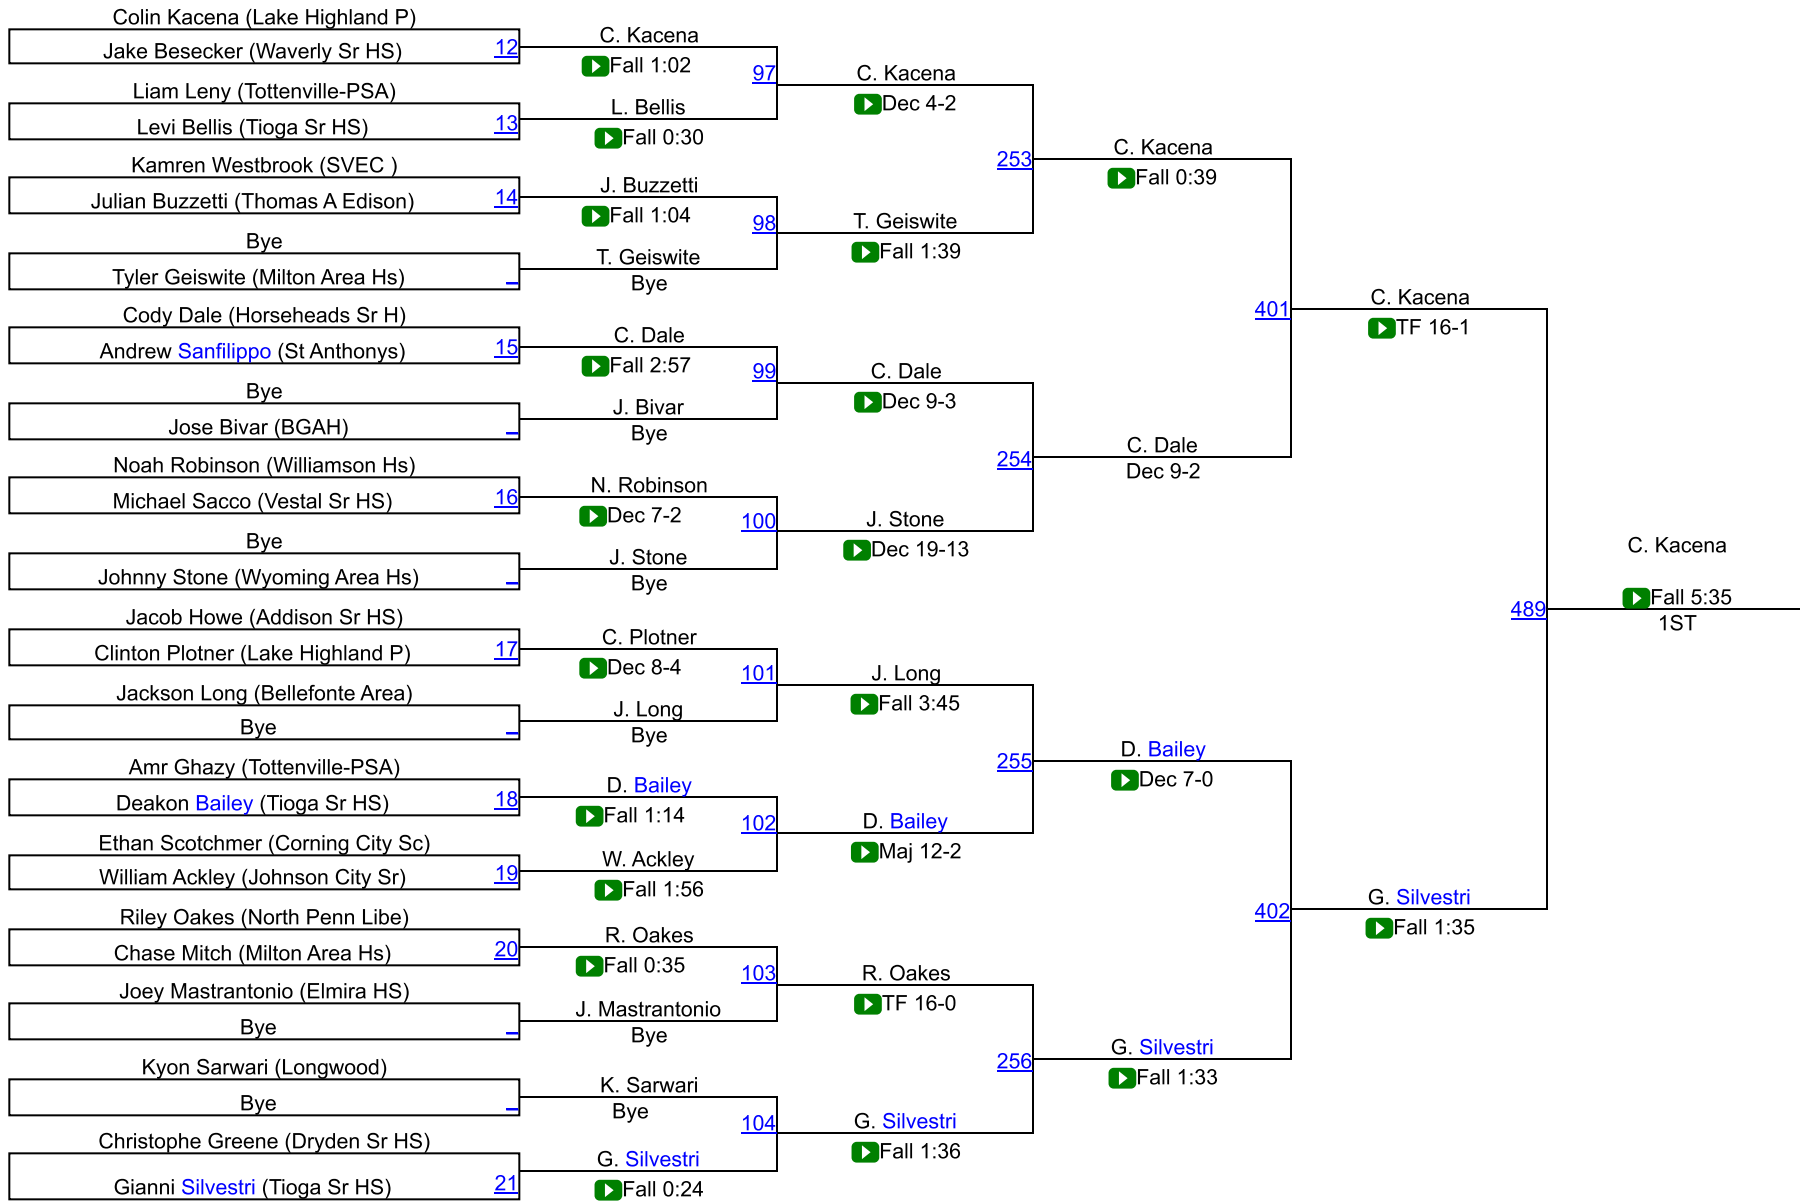 Colin Kacena (Lake Highland P)
Jake Besecker (Waverly Sr HS) 12
Liam Leny (Tottenville-PSA)
Levi Bellis (Tioga Sr HS) 13
Kamren Westbrook (SVEC )
Julian Buzzetti (Thomas A Edison) 14
Bye
Tyler Geiswite (Milton Area Hs)
Cody Dale (Horseheads Sr H)
Andrew Sanfilippo (St Anthonys) 15
Bye
Jose Bivar (BGAH)
Noah Robinson (Williamson Hs)
Michael Sacco (Vestal Sr HS) 16
Bye
Johnny Stone (Wyoming Area Hs)
Jacob Howe (Addison Sr HS)
Clinton Plotner (Lake Highland P) 17
Jackson Long (Bellefonte Area)
Bye
Amr Ghazy (Tottenville-PSA)
Deakon Bailey (Tioga Sr HS) 18
Ethan Scotchmer (Corning City Sc)
William Ackley (Johnson City Sr) 19
Riley Oakes (North Penn Libe)
Chase Mitch (Milton Area Hs) 20
Joey Mastrantonio (Elmira HS)
Bye
Kyon Sarwari (Longwood)
Bye
Christophe Greene (Dryden Sr HS)
Gianni Silvestri (Tioga Sr HS) 21
C. Kacena
Fall 1:02
97
L. Bellis
Fall 0:30
J. Buzzetti
Fall 1:04
98
T. Geiswite
Bye
C. Dale
Fall 2:57
99
J. Bivar
Bye
N. Robinson
Dec 7-2
100
J. Stone
Bye
C. Plotner
Dec 8-4
101
J. Long
Bye
D. Bailey
Fall 1:14
102
W. Ackley
Fall 1:56
R. Oakes
Fall 0:35
103
J. Mastrantonio
Bye
K. Sarwari
Bye
104
G. Silvestri
Fall 0:24
C. Kacena
Dec 4-2
253
T. Geiswite
Fall 1:39
C. Dale
Dec 9-3
254
J. Stone
Dec 19-13
J. Long
Fall 3:45
255
D. Bailey
Maj 12-2
R. Oakes
TF 16-0
256
G. Silvestri
Fall 1:36
C. Kacena
Fall 0:39
401
C. Dale
Dec 9-2
D. Bailey
Dec 7-0
402
G. Silvestri
Fall 1:33
C. Kacena
TF 16-1
489
G. Silvestri
Fall 1:35
C. Kacena
Fall 5:35
1ST